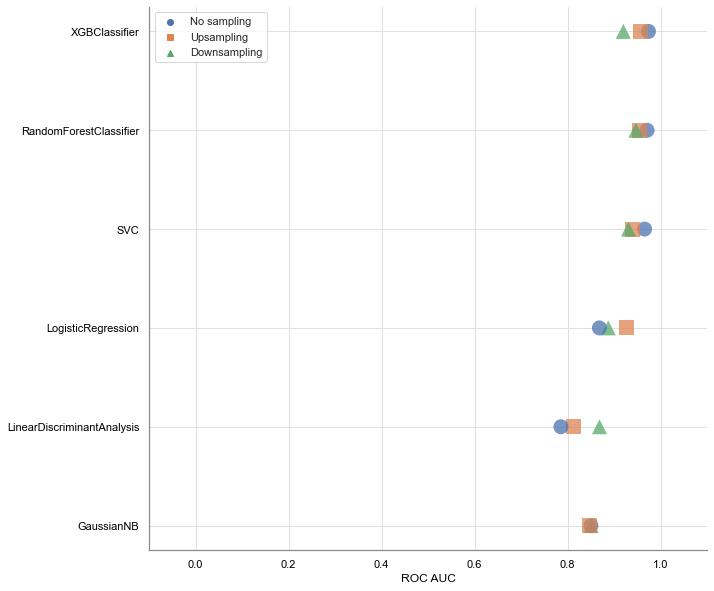 No sampling
Upsampling
Downsampling
XGBClassifier
RandomForestClassifier
SVC
LogisticRegression
LinearDiscriminantAnalysis
GaussianNB
0.0 0.2 0.4 0.6 0.8 1.0
ROC AUC